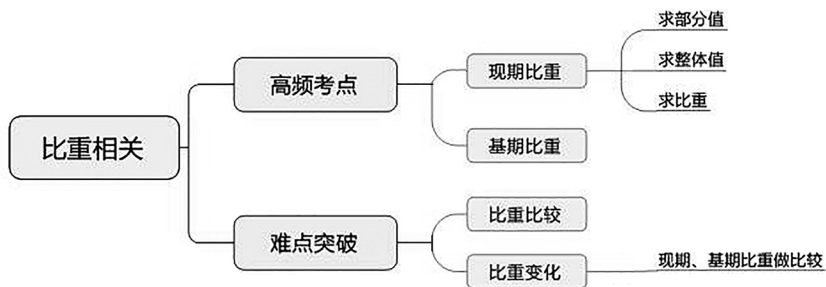 比重相关
高频考点
现期比重
求部分值
求整体值
求比重
基期比重
难点突破
比重比较
比重变化
现期、基期比重做比较